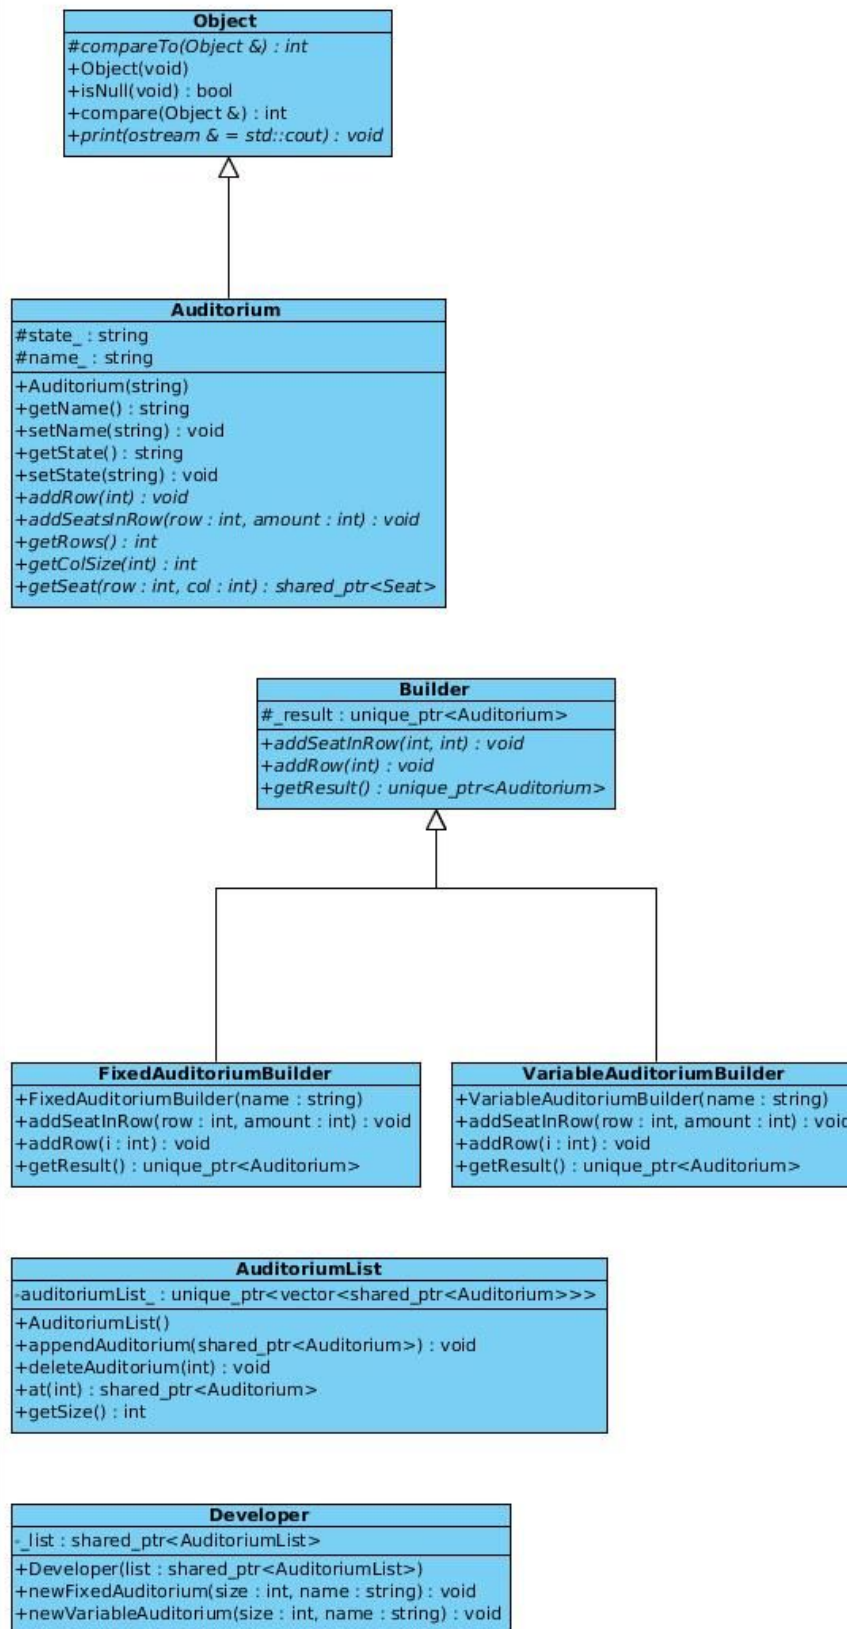 Object
#compareTo(Object &) : int
+Object(void)
+isNull(void) : bool
+compare(Object &) : int
+print(ostream & = std::cout) : void
Auditorium
#state_ : string
#name_ : string
+Auditorium(string)
+getName() : string
+setName(string) : void
+getState() : string
+setState(string) : void
+addRow(int) : void
+addSeatsInRow(row : int, amount : int) : void
+getRows() : int
+getColSize(int) : int
+getSeat(row : int, col : int) : shared_ptr<Seat>
Builder
#_result : unique_ptr<Auditorium>
+addSeatInRow(int, int) : void
+addRow(int) : void
+getResult() : unique_ptr<Auditorium>
FixedAuditoriumBuilder
+FixedAuditoriumBuilder(name : string)
+addSeatInRow(row : int, amount : int) : void
+addRow(i : int) : void
+getResult() : unique_ptr<Auditorium>
VariableAuditoriumBuilder
+VariableAuditoriumBuilder(name : string)
+addSeatInRow(row : int, amount : int) : void
+addRow(i : int) : void
+getResult() : unique_ptr<Auditorium>
AuditoriumList
-auditoriumList_ : unique_ptr<vector<shared_ptr<Auditorium>>>
+AuditoriumList()
+appendAuditorium(shared_ptr<Auditorium>) : void
+deleteAuditorium(int) : void
+at(int) : shared_ptr<Auditorium>
+getSize() : int
Developer
-_list : shared_ptr<AuditoriumList>
+Developer(list : shared_ptr<AuditoriumList>)
+newFixedAuditorium(size : int, name : string) : void
+newVariableAuditorium(size : int, name : string) : void